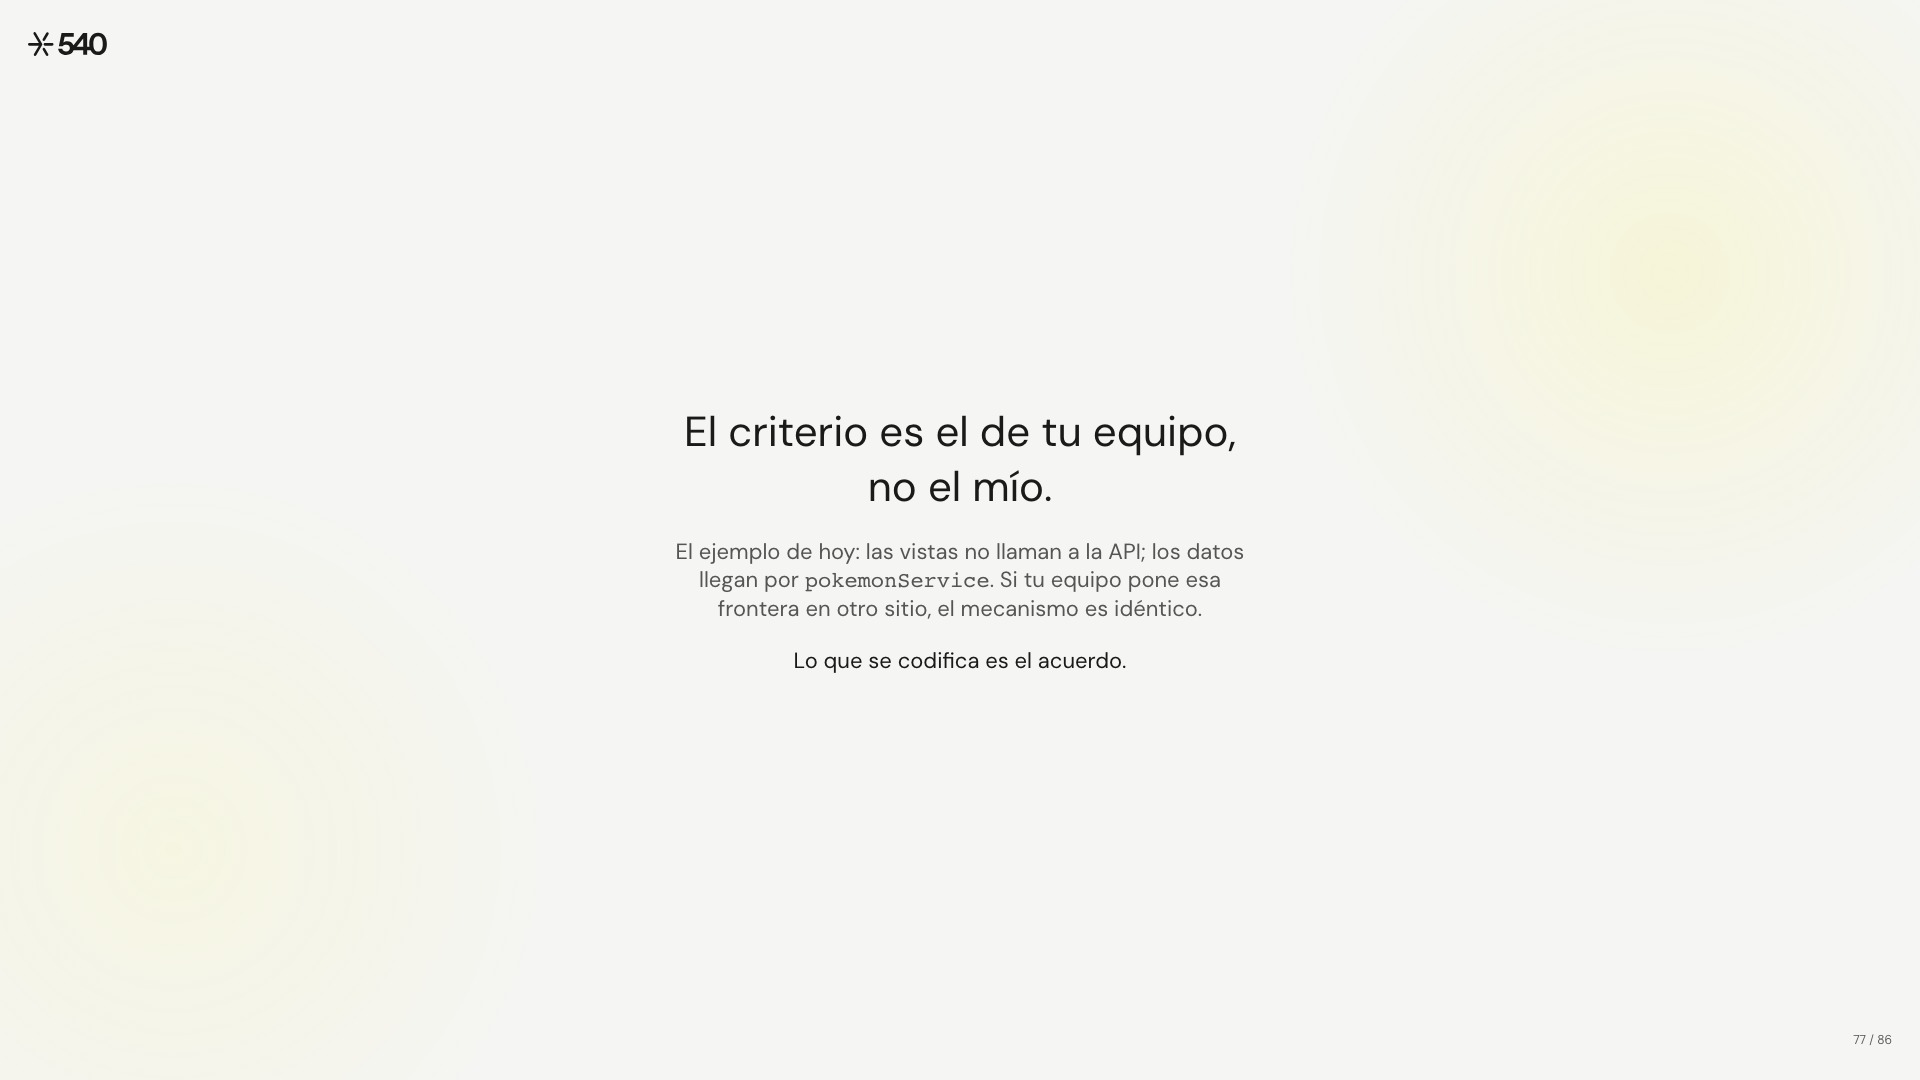 540
El criterio es el de tu equipo,
no el mío.
El ejemplo de hoy: las vistas no llaman a la API; los datos
llegan por pokemonService. Si tu equipo pone esa
frontera en otro sitio, el mecanismo es idéntico.
Lo que se codifica es el acuerdo.
77 / 86